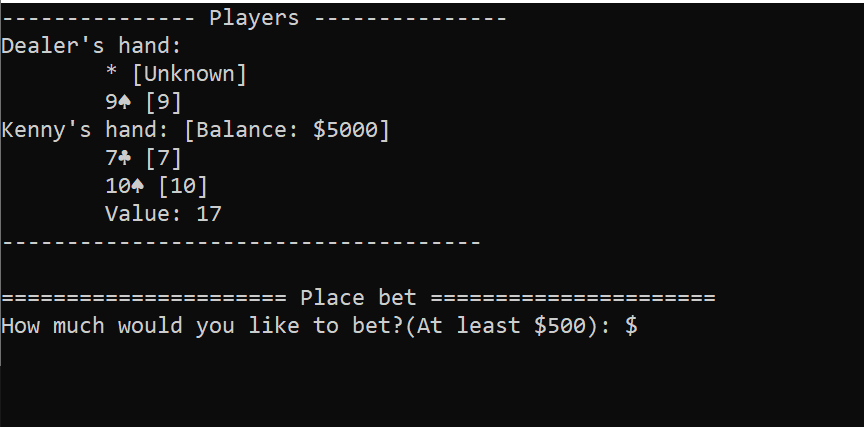 --------------- Players ---------------
Dealer's hand:
        * [Unknown]
        9♠ [9]
Kenny's hand: [Balance: $5000]
        7♣ [7]
        10♠ [10]
        Value: 17
-------------------------------------
====================== Place bet ======================
How much would you like to bet?(At least $500): $